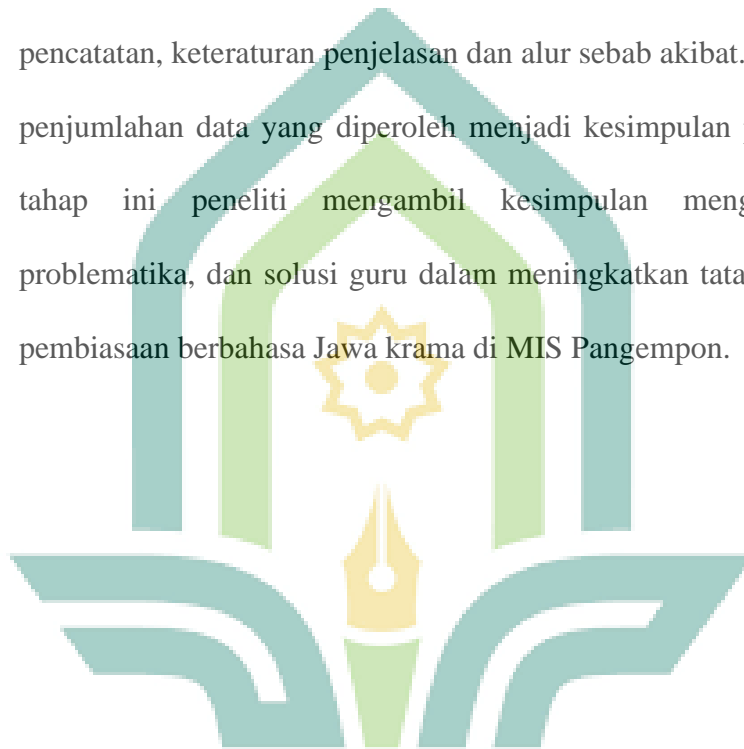 pencatatan, keteraturan penjelasan dan alur sebab akibat.
penjumlahan data yang diperoleh menjadi kesimpulan
tahap ini peneliti mengambil kesimpulan
problematika, dan solusi guru dalam meningkatkan tata
pembiasaan berbahasa Jawa krama di MIS Pangempon.